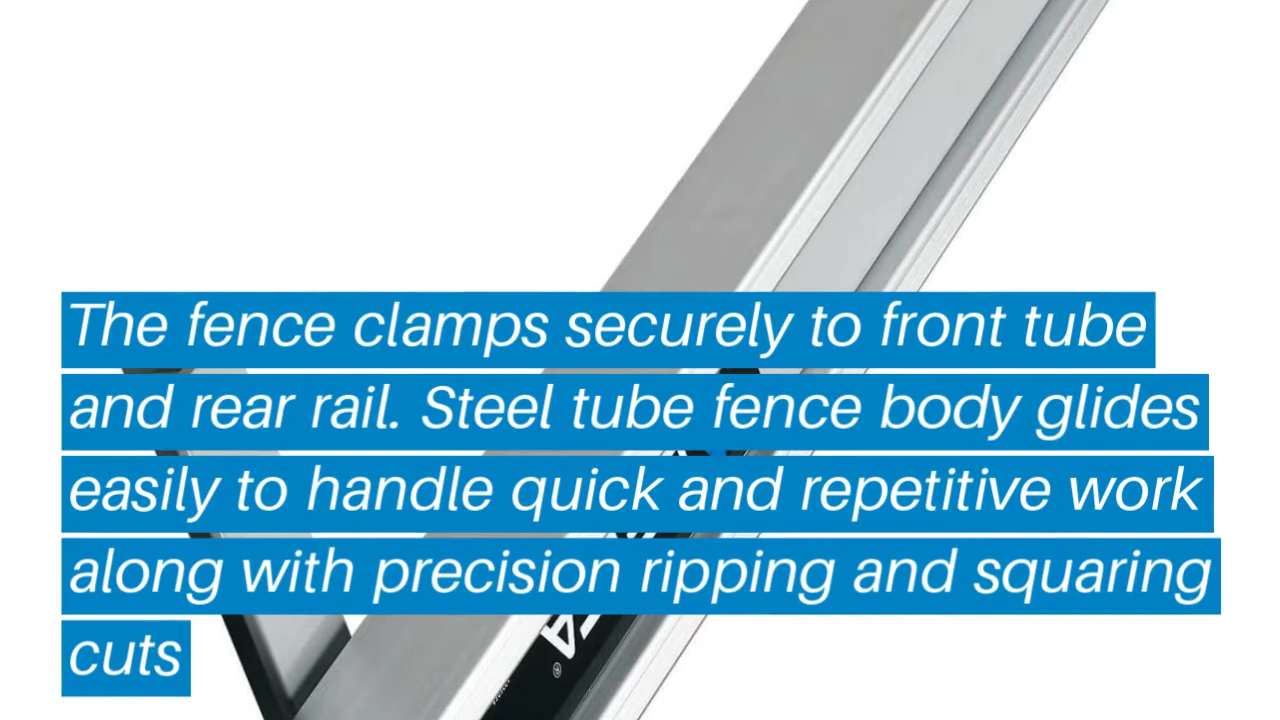 The fence clamps securely to front tube
and rear rail. Steel tube fence body glides
easily to handle quick and repetitive work
along with precision ripping and squaring
cuts